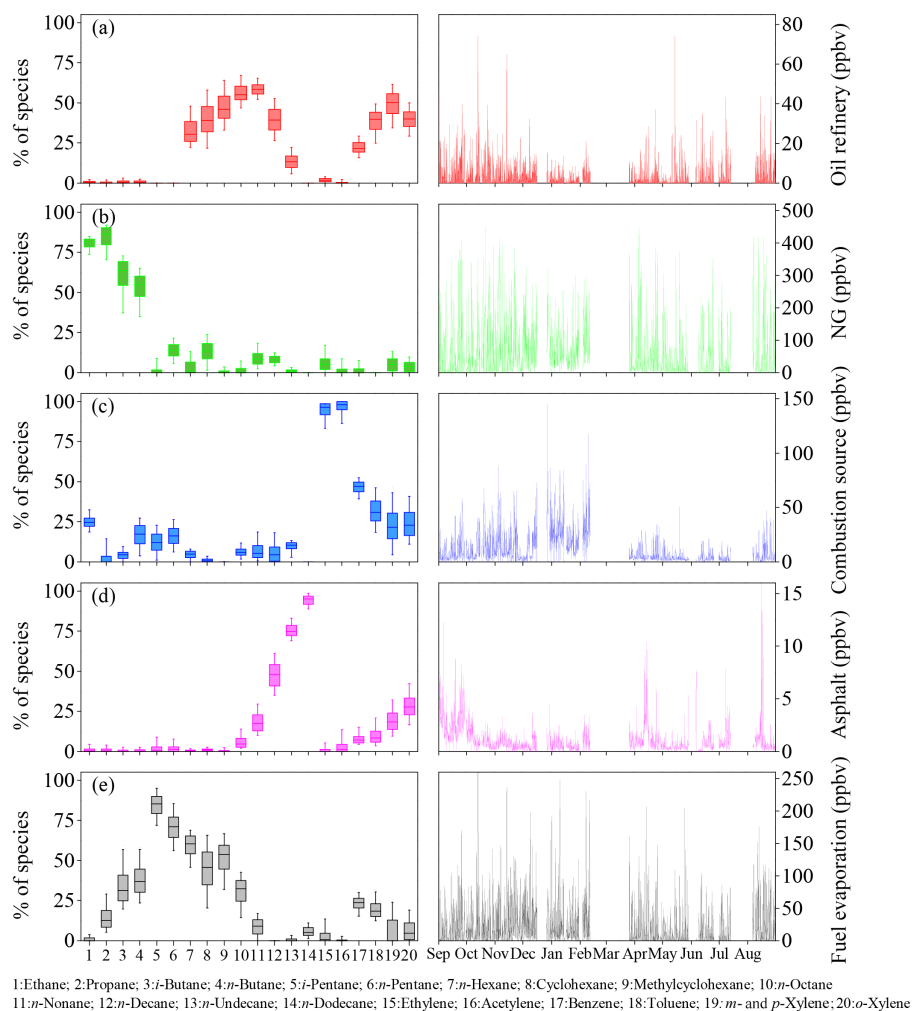 (a)
100
75
50
25
0
% of species
80
60
40
20
0
Oil refinery (ppbv)
(b)
100
75
50
25
0
% of species
500
400
300
200
100
0
NG (ppbv)
(c)
100
75
50
25
0
% of species
150
100
50
0
Combustion source (ppbv)
(d)
100
75
50
25
0
% of species
15
10
5
0
Asphalt (ppbv)
(e)
100
75
50
25
0
% of species
250
200
150
100
50
0
Fuel evaporation (ppbv)
1 2 3 4 5 6 7 8 9 10 11 12 13 14 15 16 17 18 19 20
Sep Oct Nov Dec Jan Feb Mar Apr May Jun Jul Aug
1:Ethane; 2:Propane; 3:i-Butane; 4:n-Butane; 5:i-Pentane; 6:n-Pentane; 7:n-Hexane; 8:Cyclohexane; 9:Methylcyclohexane; 10:n-Octane
11:n-Nonane; 12:n-Decane; 13:n-Undecane; 14:n-Dodecane; 15:Ethylene; 16:Acetylene; 17:Benzene; 18:Toluene; 19:m- and p-Xylene; 20:o-Xylene